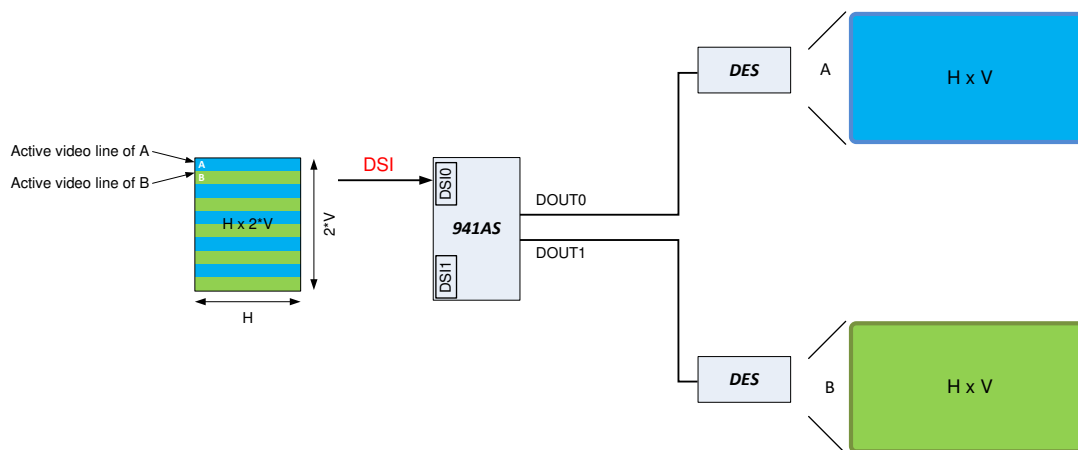 Active video line of A
Active video line of B
A
B
H x 2*V
2*V
H
DSI
DSI0
941AS
DSI1
DOUT0
DOUT1
DES
A
H x V
DES
B
H x V